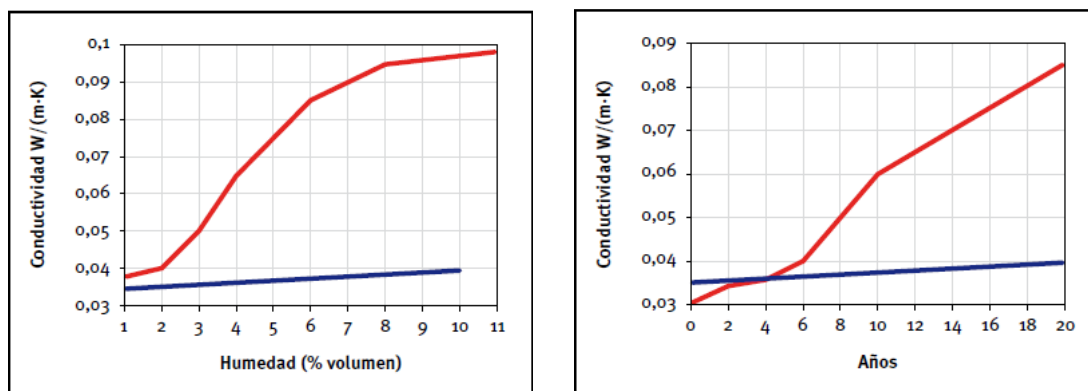 0,1
0,09
0,08
0,07
0,06
0,05
0,04
0,03
1 2 3 4 5 6 7 8 9 10 11
Conductividad W/(m·K)
Humedad (% volumen)
0,09
0,08
0,07
0,06
0,05
0,04
0,03
0 2 4 6 8 10 12 14 16 18 20
Conductividad W/(m·K)
Años